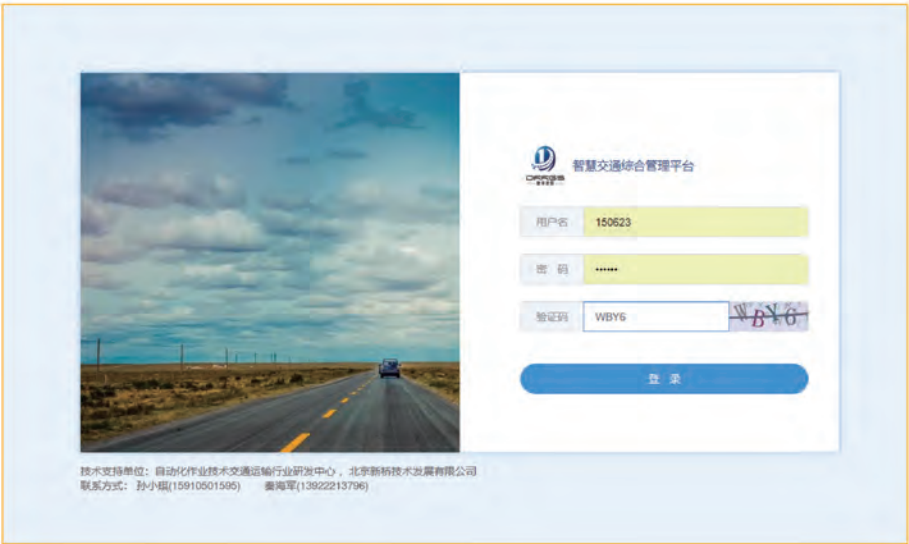 智慧交通综合管理平台
用户名 150623
密 码 ••••••
验证码 WBY6 WBY6
登 录
技术支持单位：自动化作业技术交通运输行业研发中心，北京新桥技术发展有限公司
联系方式： 孙小琪(15910501595) 秦海军(13922213796)